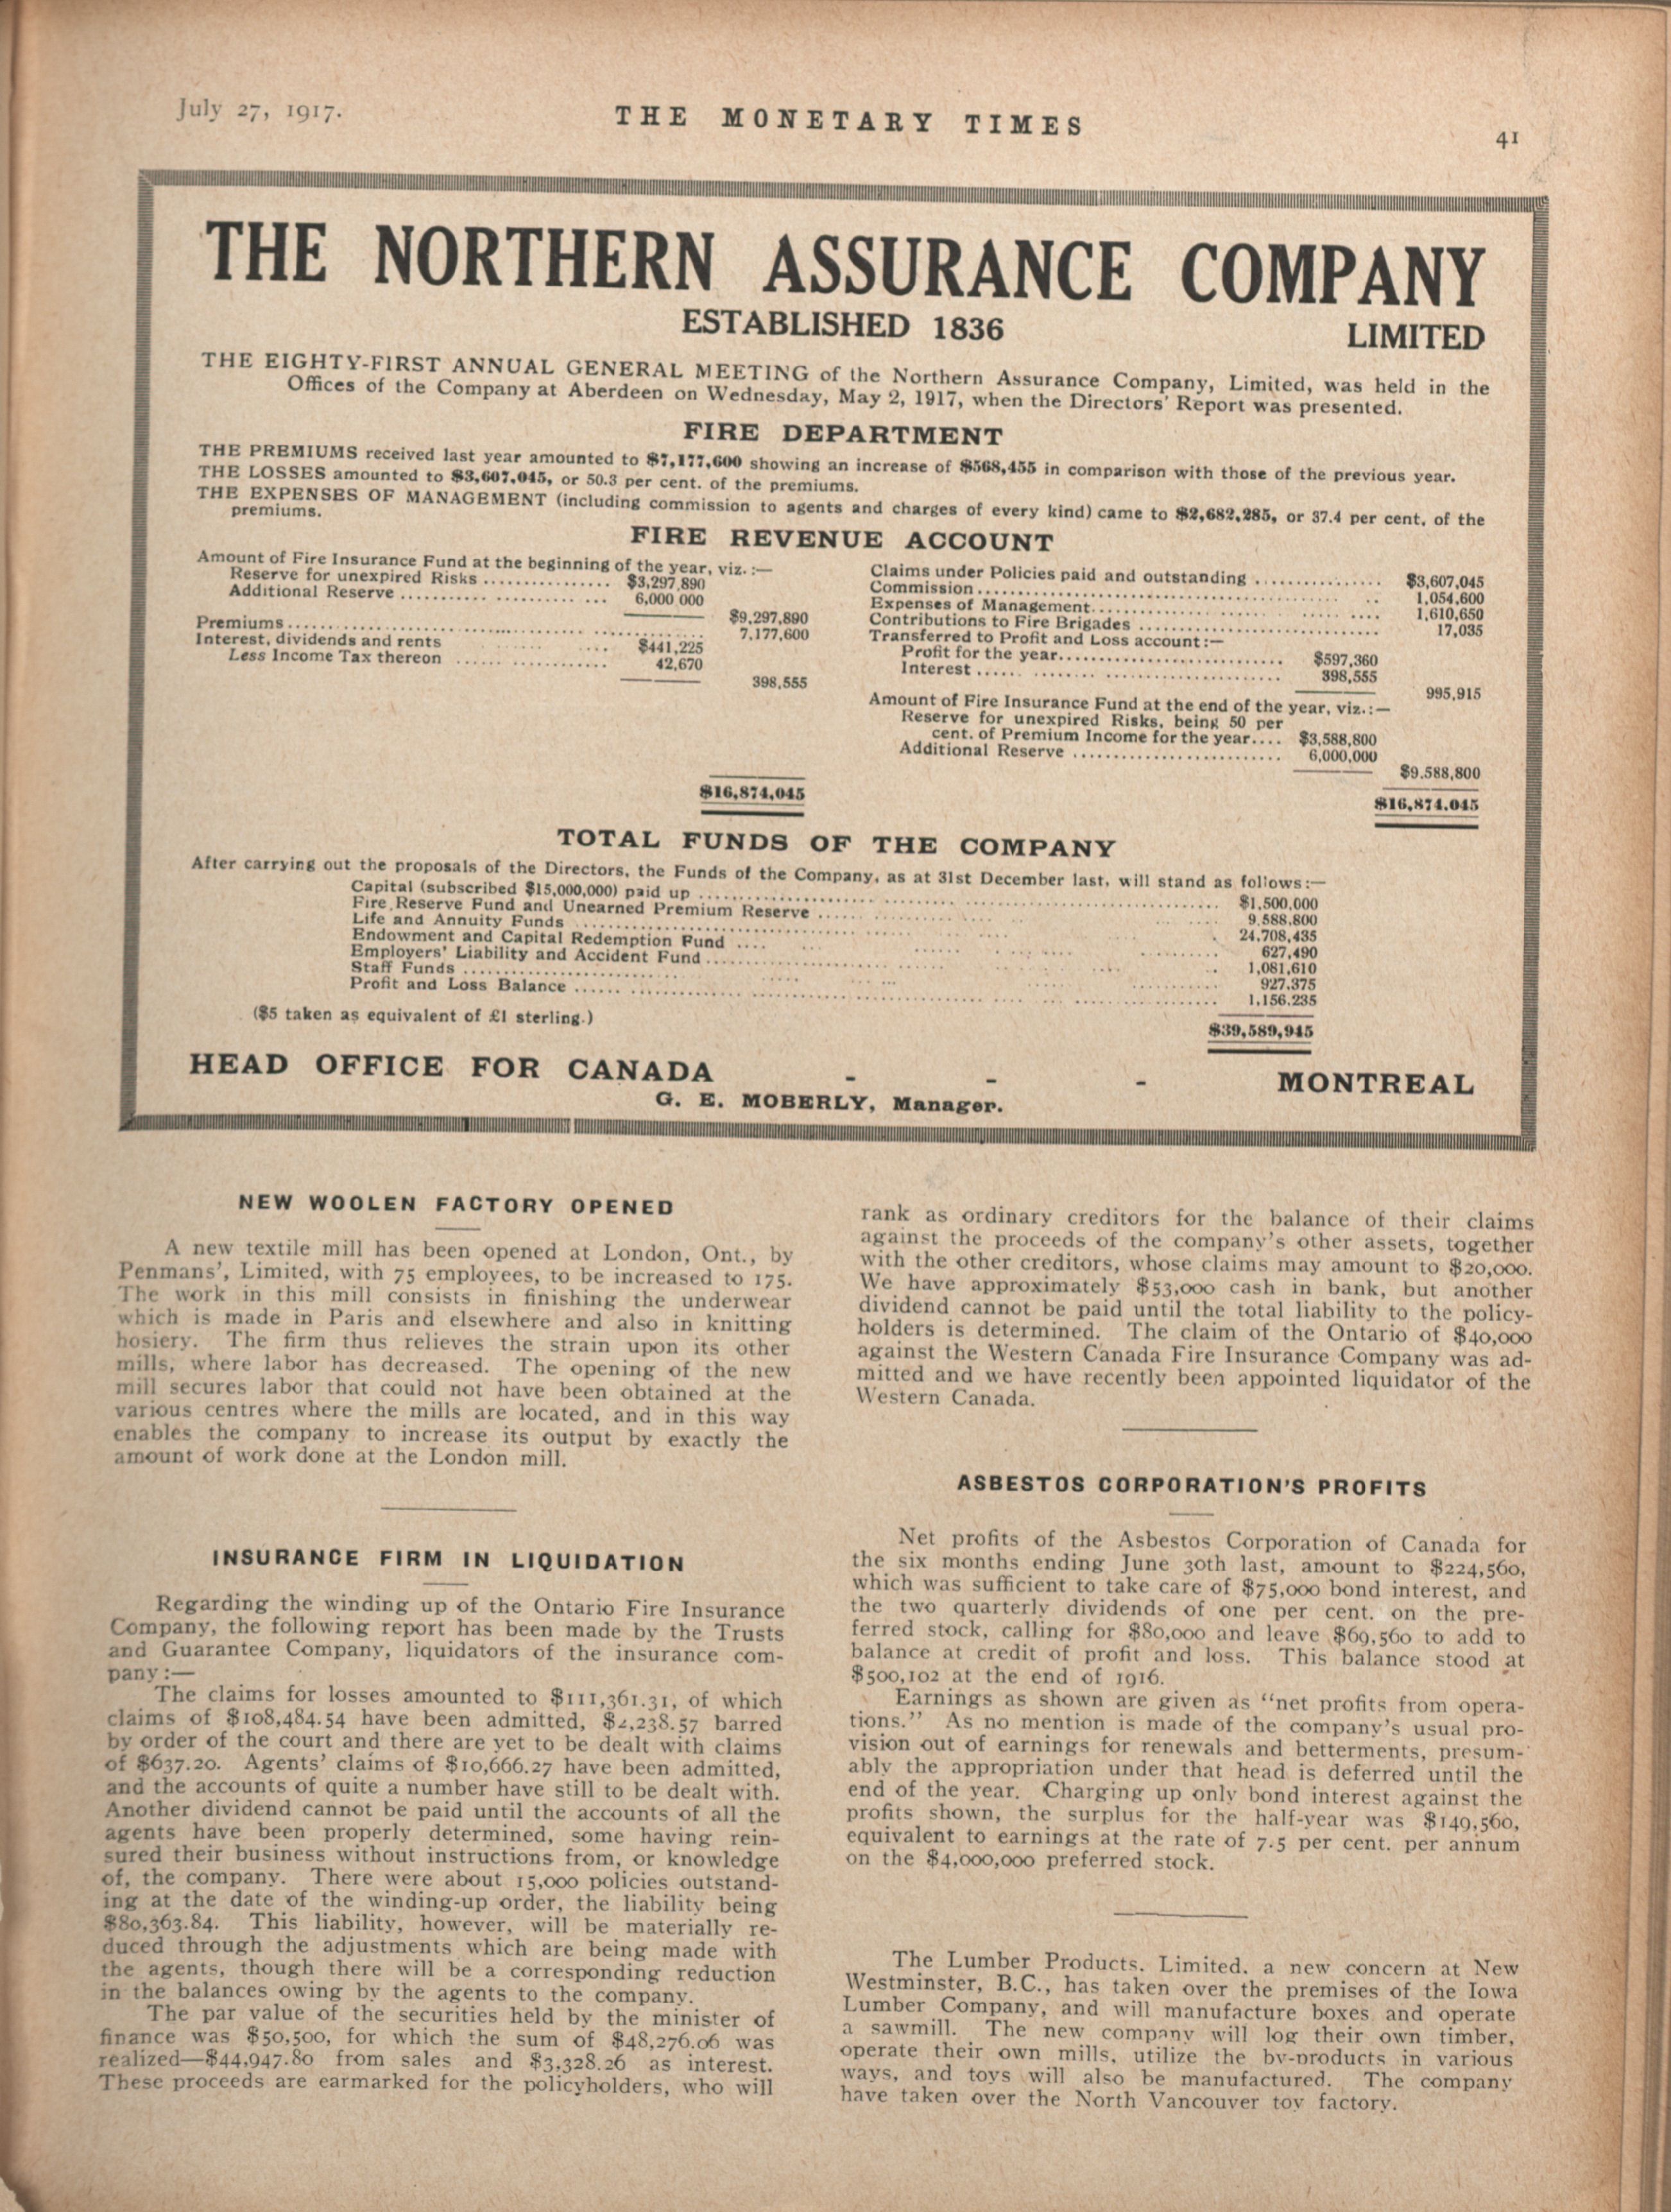 July 27, 1917.
THE MONETARY TIMES
41
THE NORTHERN ASSURANCE COMPANY
ESTABLISHED 1836
LIMITED
THE EIGHTY-FIRST ANNUAL GENERAL MEETING of the Northern Assurance Company, Limited, was held in the
Offices of the Company at Aberdeen on Wednesday, May 2, 1917, when the Directors' Report was presented.
FIRE DEPARTMENT
THE PREMIUMS received last year amounted to $7,177,600 showing an increase of $568,455 in comparison with those of the previous year.
THE LOSSES amounted to $3,607,045, or 50.3 per cent. of the premiums.
THE EXPENSES OF MANAGEMENT (including commission to agents and charges of every kind) came to $2,682,285, or 37.4 per cent, of the
premiums.
FIRE REVENUE ACCOUNT
Amount of Fire Insurance Fund at the beginning of the year, viz.:—
Reserve for unexpired Risks ................ $3,297,890
Additional Reserve ........... .......... ... 6,000 000
$9,297,890
Premiums .......................... 7,177,600
Interest, dividends and rents .... $441,225
Less Income Tax thereon ...... ............ 42,670
398,555
$16,874,045
Claims under Policies paid and outstanding ................ $3,607,045
Commission .......................... 1,054,600
Expenses of Management .......................... 1,610,650
Contributions to Fire Brigades .......................... 17,035
Transferred to Profit and Loss account:—
Profit for the year .......................... $597,360
Interest .......................... 398,555
995,915
Amount of Fire Insurance Fund at the end of the year, viz.:—
Reserve for unexpired Risks, being 50 per
cent. of Premium Income for the year.... $3,588,800
Additional Reserve .......................... 6,000,000
$9.588,800
$16,874.045
TOTAL FUNDS OF THE COMPANY
After carrying out the proposals of the Directors, the Funds of the Company, as at 31st December last, will stand as follows:—
Capital (subscribed $15,000,000) paid up .......................... $1,500,000
Fire Reserve Fund and Unearned Premium Reserve .......................... 9.588,800
Life and Annuity Funds .......................... 24.708,435
Endowment and Capital Redemption Fund .......................... 627,490
Employers' Liability and Accident Fund .......................... 1,081,610
Staff Funds .......................... 927.375
Profit and Loss Balance .......................... 1,156.235
($5 taken as equivalent of £1 sterling.)
$39,589,945
HEAD OFFICE FOR CANADA - - - MONTREAL
G. E. MOBERLY, Manager.
NEW WOOLEN FACTORY OPENED
A new textile mill has been opened at London, Ont., by
Penmans', Limited, with 75 employees, to be increased to 175.
The work in this mill consists in finishing the underwear
which is made in Paris and elsewhere and also in knitting
hosiery. The firm thus relieves the strain upon its other
mills, where labor has decreased. The opening of the new
mill secures labor that could not have been obtained at the
various centres where the mills are located, and in this way
enables the company to increase its output by exactly the
amount of work done at the London mill.
INSURANCE FIRM IN LIQUIDATION
Regarding the winding up of the Ontario Fire Insurance
Company, the following report has been made by the Trusts
and Guarantee Company, liquidators of the insurance com-
pany:—
The claims for losses amounted to $111,361.31, of which
claims of $108,484.54 have been admitted, $2,238.57 barred
by order of the court and there are yet to be dealt with claims
of $637.20. Agents' claims of $10,666.27 have been admitted,
and the accounts of quite a number have still to be dealt with.
Another dividend cannot be paid until the accounts of all the
agents have been properly determined, some having rein-
sured their business without instructions from, or knowledge
of, the company. There were about 15,000 policies outstand-
ing at the date of the winding-up order, the liability being
$80,363.84. This liability, however, will be materially re-
duced through the adjustments which are being made with
the agents, though there will be a corresponding reduction
in the balances owing by the agents to the company.
The par value of the securities held by the minister of
finance was $50,500, for which the sum of $48,276.06 was
realized—$44,947.80 from sales and $3,328.26 as interest.
These proceeds are earmarked for the policyholders, who will
rank as ordinary creditors for the balance of their claims
against the proceeds of the company's other assets, together
with the other creditors, whose claims may amount to $20,000.
We have approximately $53,000 cash in bank, but another
dividend cannot be paid until the total liability to the policy-
holders is determined. The claim of the Ontario of $40,000
against the Western Canada Fire Insurance Company was ad-
mitted and we have recently been appointed liquidator of the
Western Canada.
ASBESTOS CORPORATION'S PROFITS
Net profits of the Asbestos Corporation of Canada for
the six months ending June 30th last, amount to $224,560,
which was sufficient to take care of $75,000 bond interest, and
the two quarterly dividends of one per cent. on the pre-
ferred stock, calling for $80,000 and leave $69,560 to add to
balance at credit of profit and loss. This balance stood at
$500,102 at the end of 1916.
Earnings as shown are given as "net profits from opera-
tions." As no mention is made of the company's usual pro-
vision out of earnings for renewals and betterments, presum-
ably the appropriation under that head is deferred until the
end of the year. Charging up only bond interest against the
profits shown, the surplus for the half-year was $149,560,
equivalent to earnings at the rate of 7.5 per cent. per annum
on the $4,000,000 preferred stock.
The Lumber Products. Limited. a new concern at New
Westminster, B.C., has taken over the premises of the Iowa
Lumber Company, and will manufacture boxes and operate
a sawmill. The new company will log their own timber,
operate their own mills, utilize the by-products in various
ways, and toys will also be manufactured. The company
have taken over the North Vancouver toy factory.